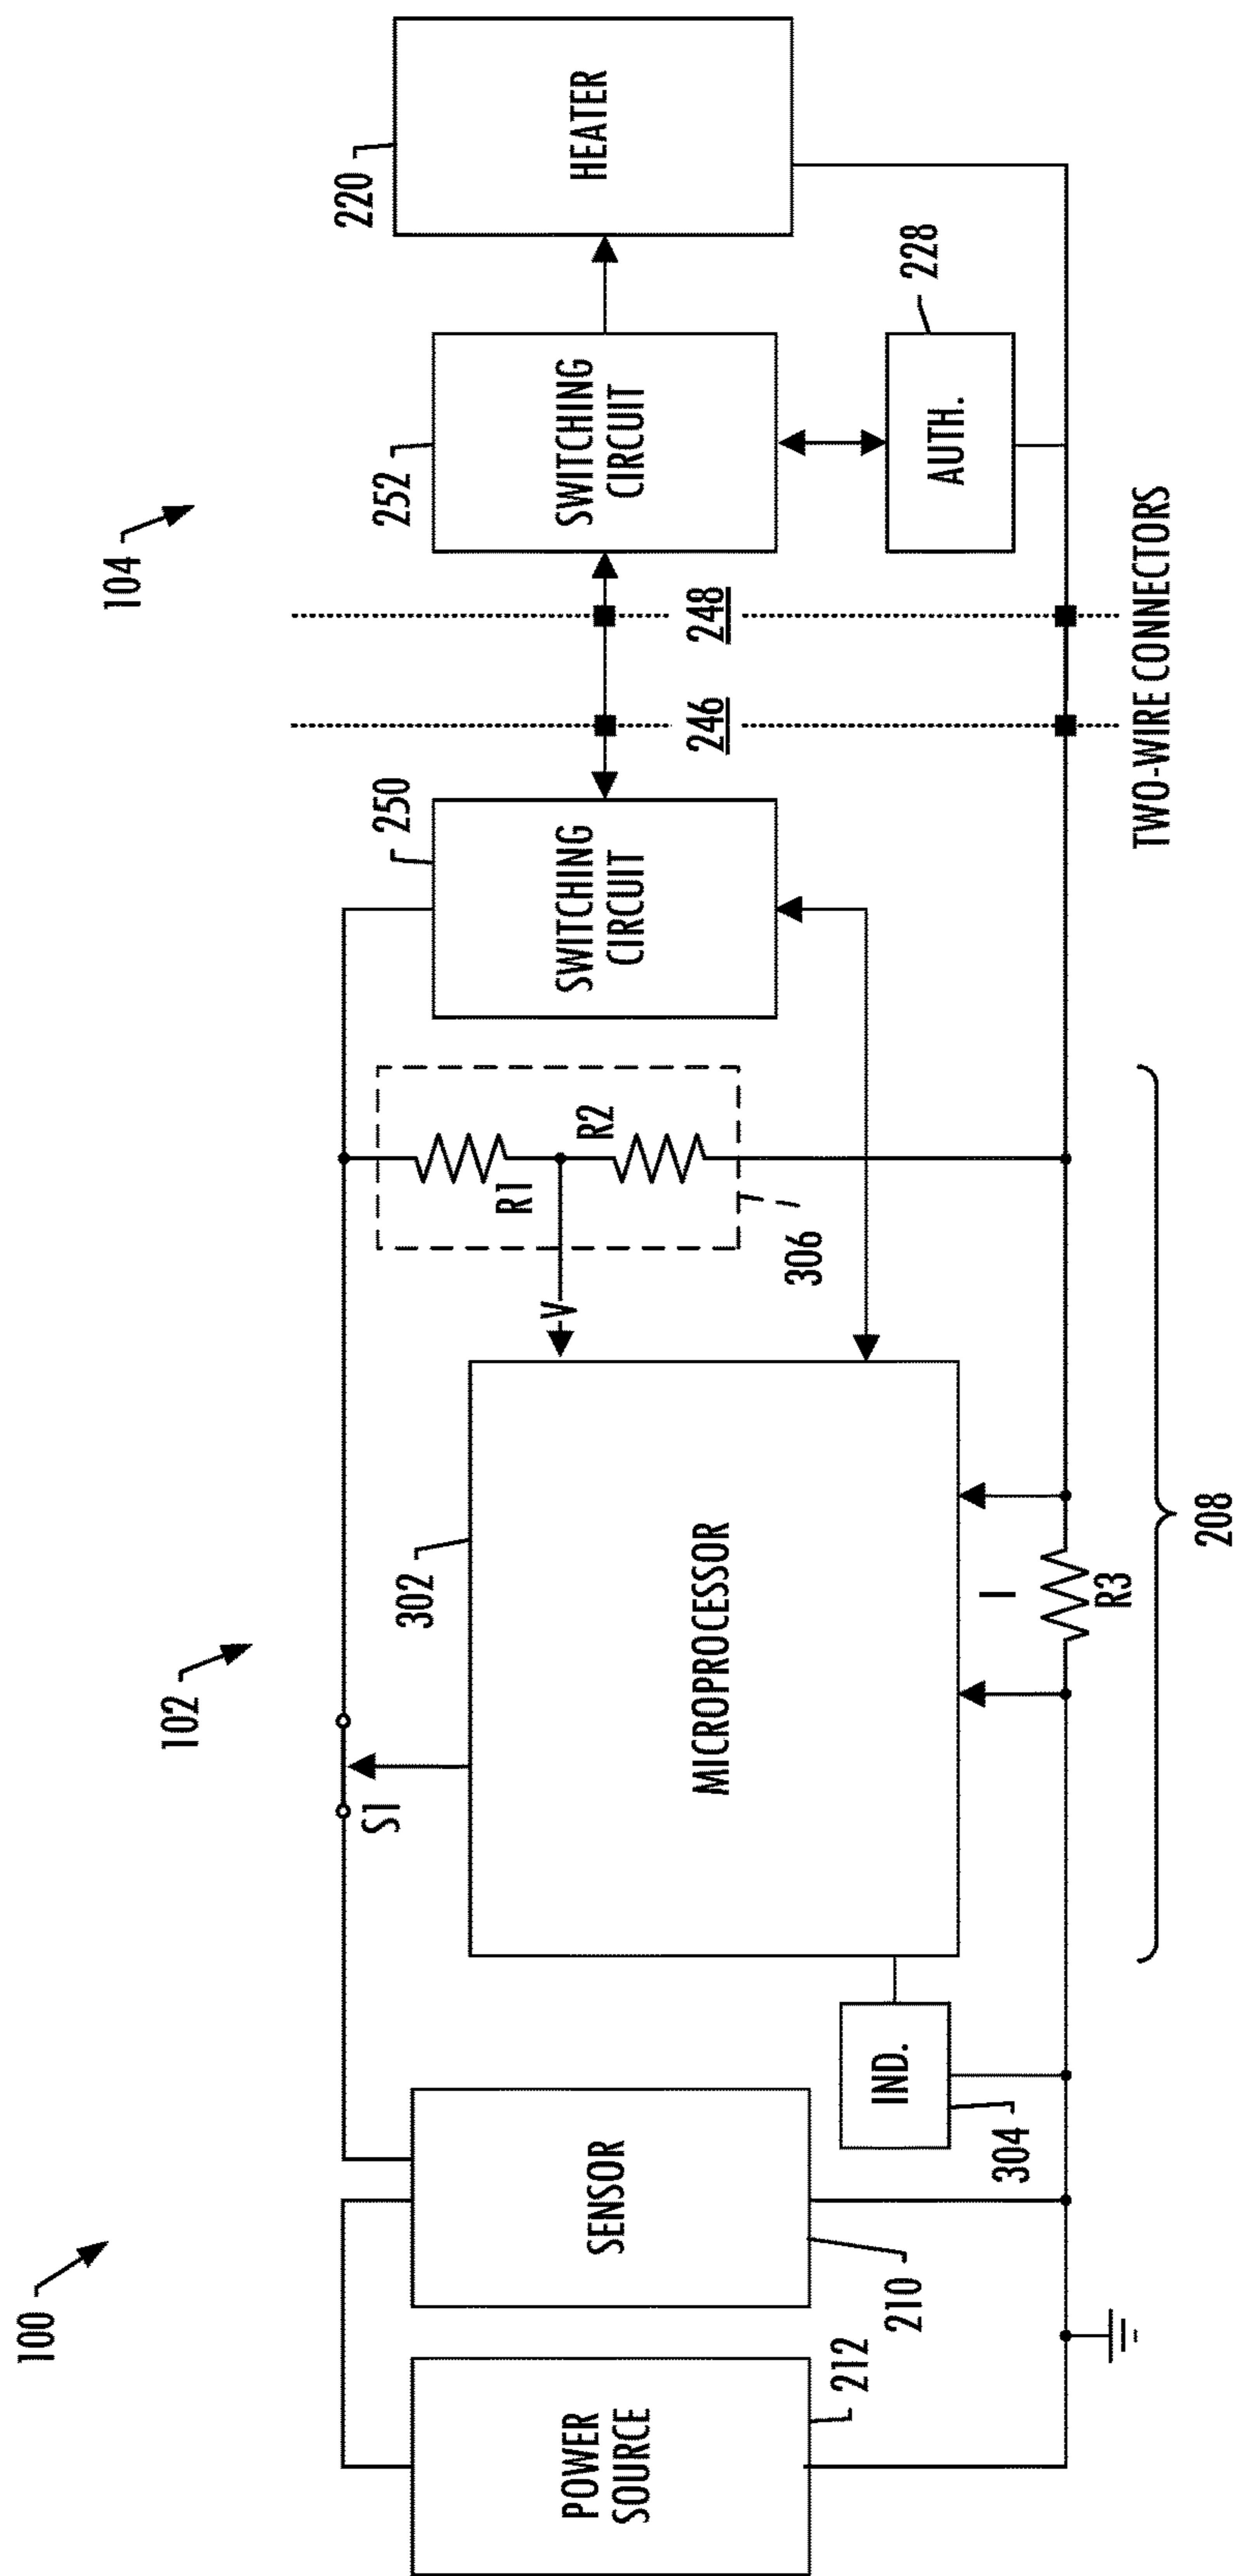 100
102
104
POWER
SOURCE
212
SENSOR
210
IND.
304
S1
MICROPROCESSOR
302
I
R3
208
V
R1
R2
306
SWITCHING
CIRCUIT
250
246
248
TWO-WIRE CONNECTORS
SWITCHING
CIRCUIT
252
AUTH.
228
HEATER
220